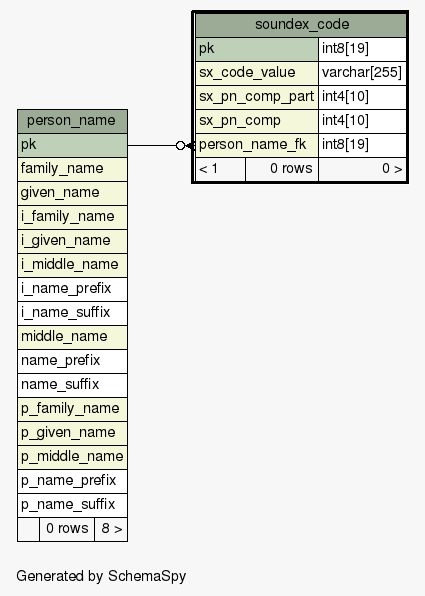 soundex_code
pk int8[19]
sx_code_value varchar[255]
sx_pn_comp_part int4[10]
sx_pn_comp int4[10]
person_name_fk int8[19]
< 1 0 rows 0 >
person_name
pk
family_name
given_name
i_family_name
i_given_name
i_middle_name
i_name_prefix
i_name_suffix
middle_name
name_prefix
name_suffix
p_family_name
p_given_name
p_middle_name
p_name_prefix
p_name_suffix
0 rows 8 >
Generated by SchemaSpy